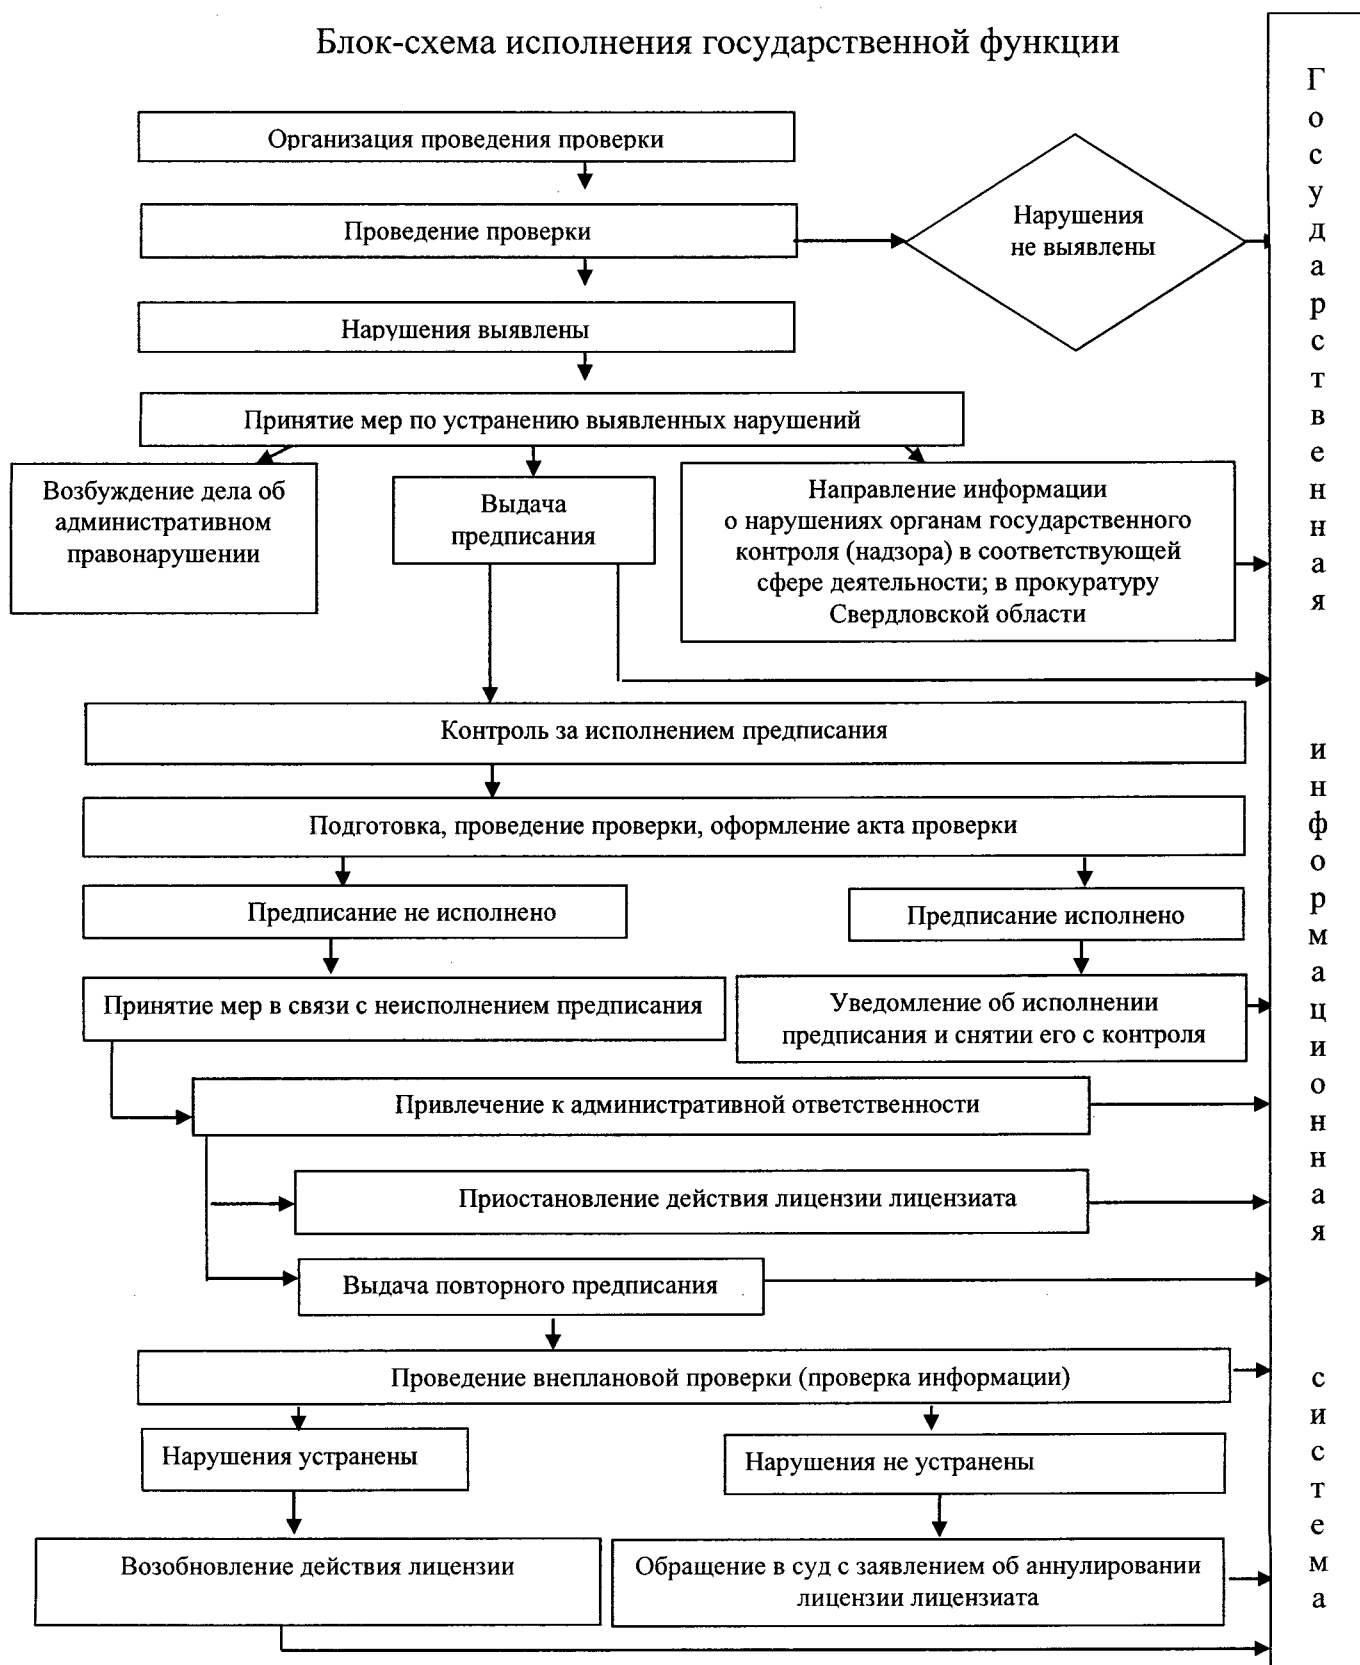 Блок-схема исполнения государственной функции
Организация проведения проверки
Проведение проверки
Нарушения
не выявлены
Нарушения выявлены
Принятие мер по устранению выявленных нарушений
Возбуждение дела об
административном
правонарушении
Выдача
предписания
Направление информации
о нарушениях органам государственного
контроля (надзора) в соответствующей
сфере деятельности; в прокуратуру
Свердловской области
Контроль за исполнением предписания
Подготовка, проведение проверки, оформление акта проверки
Предписание не исполнено
Предписание исполнено
Принятие мер в связи с неисполнением предписания
Уведомление об исполнении
предписания и снятии его с контроля
Привлечение к административной ответственности
Приостановление действия лицензии лицензиата
Выдача повторного предписания
Проведение внеплановой проверки (проверка информации)
Нарушения устранены
Нарушения не устранены
Возобновление действия лицензии
Обращение в суд с заявлением об аннулировании
лицензии лицензиата
Государственная
информационная
система